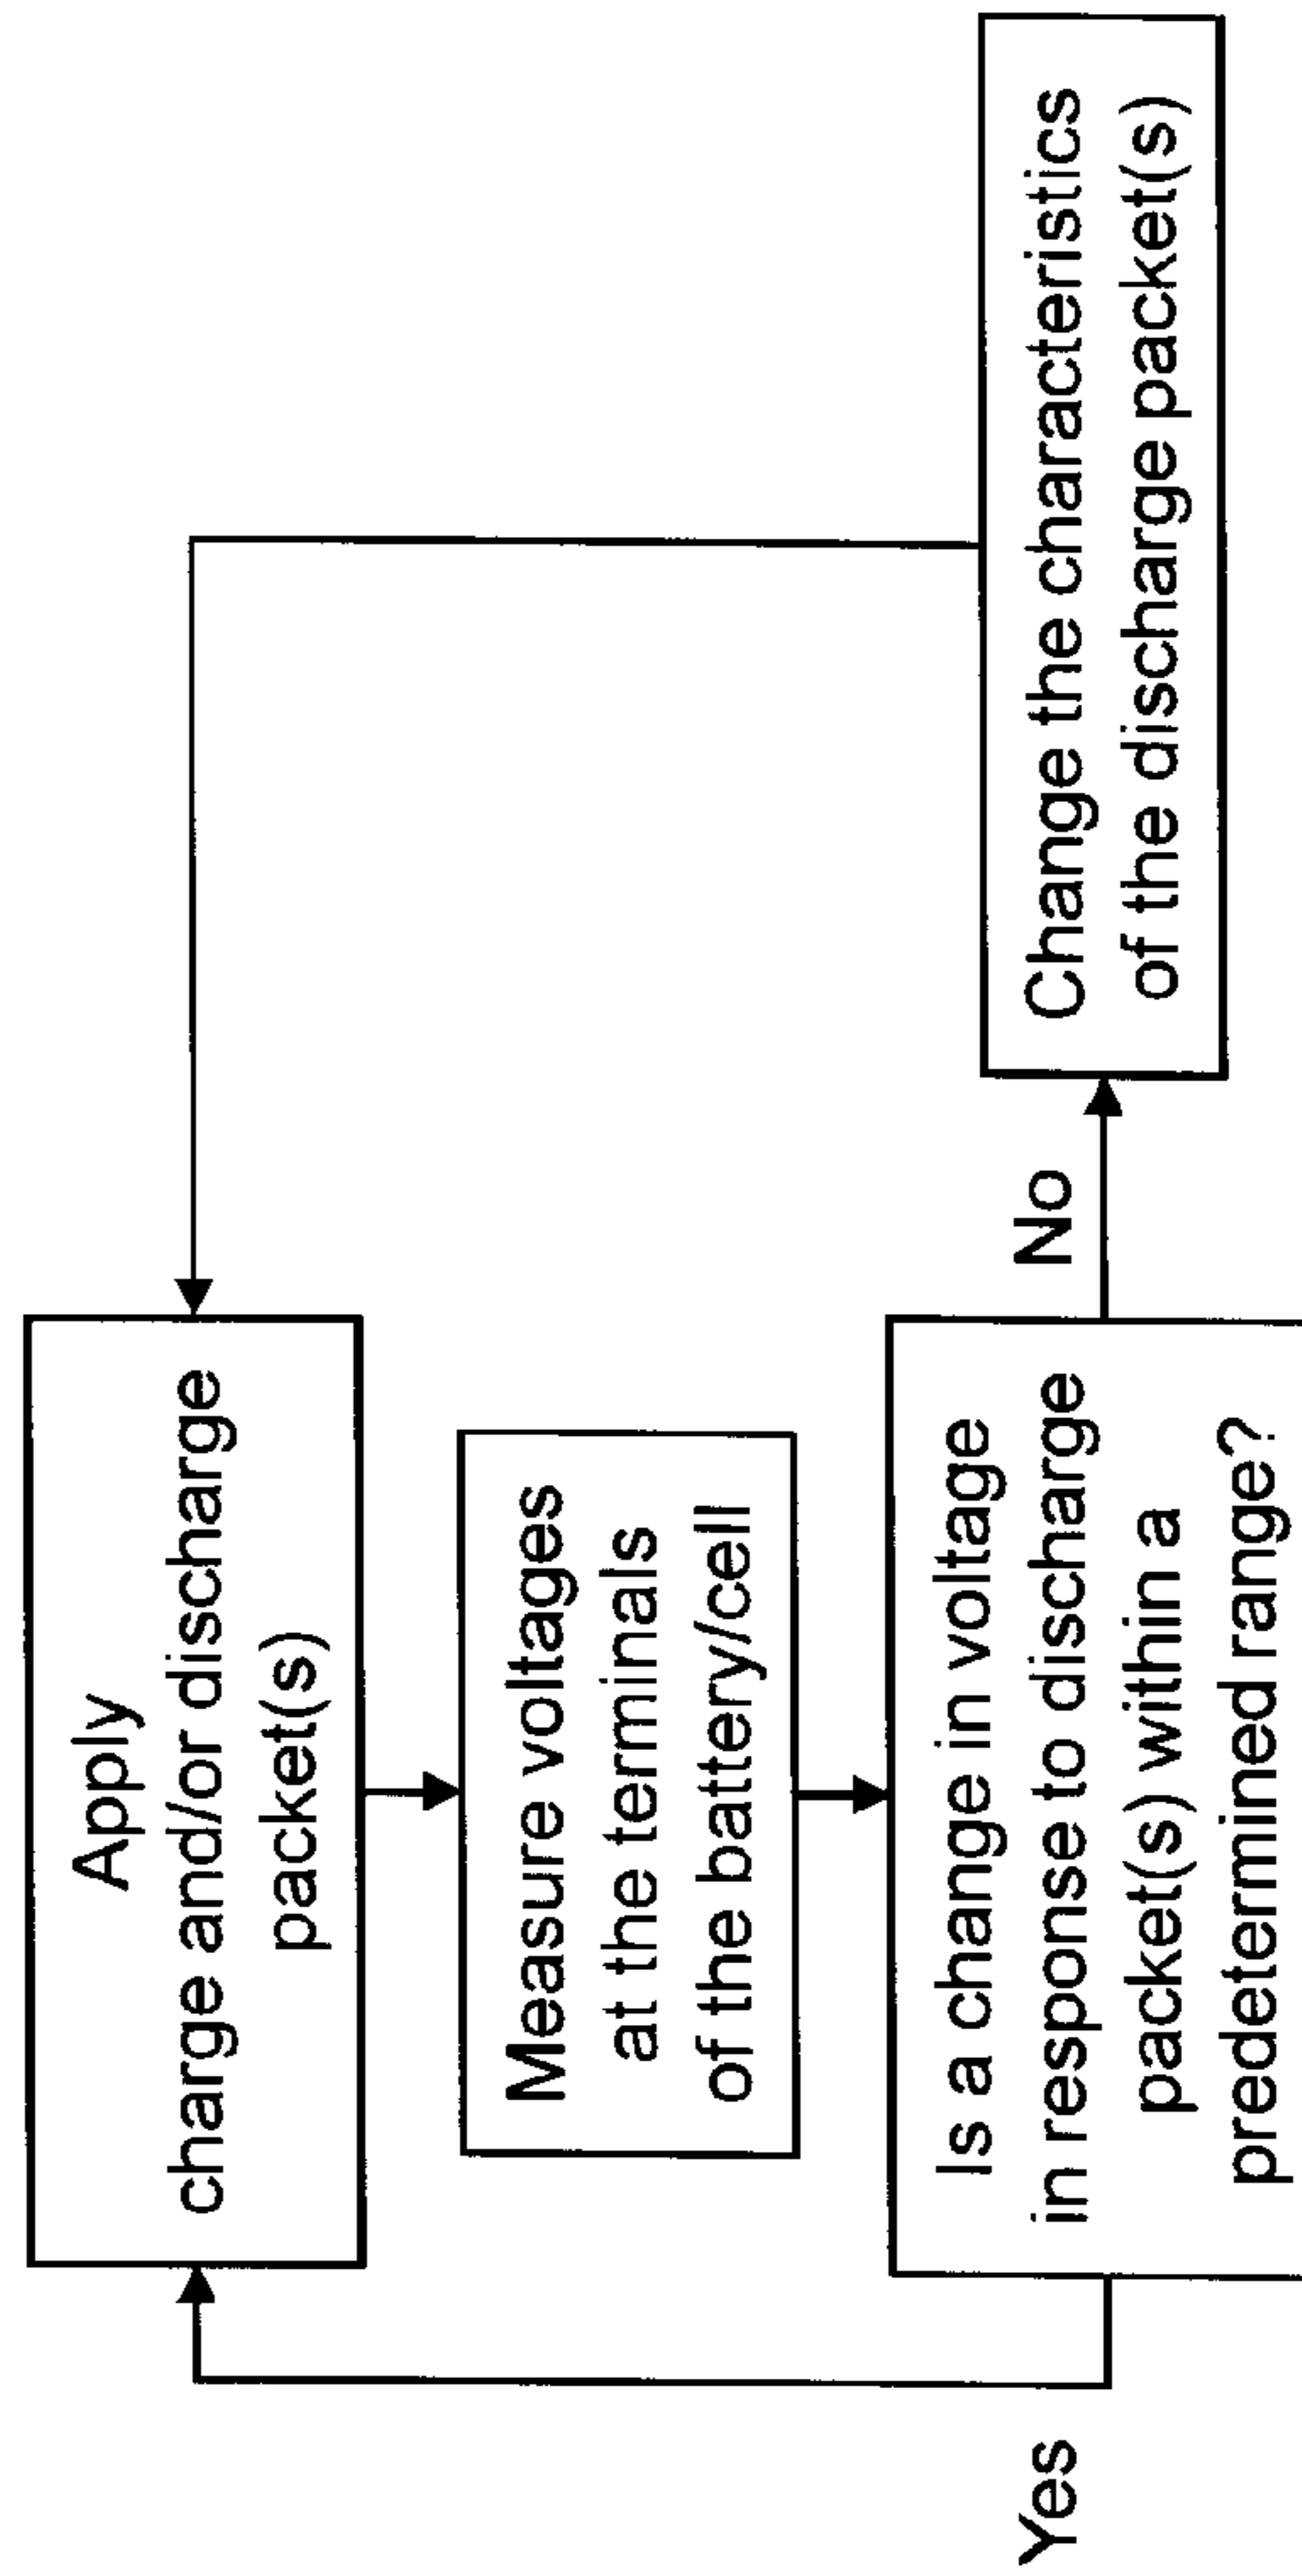 Apply
charge and/or discharge
packet(s)
Measure voltages
at the terminals
of the battery/cell
Is a change in voltage
in response to discharge
packet(s) within a
predetermined range?
Yes
No
Change the characteristics
of the discharge packet(s)